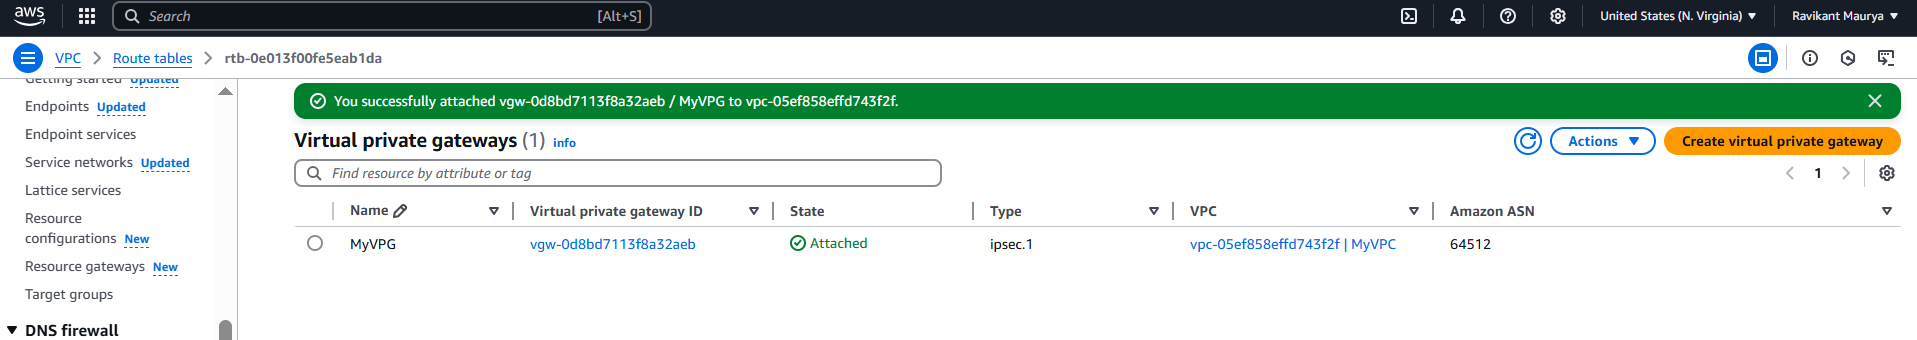 aws
Search [Alt+S]
United States (N. Virginia)
Ravikant Maurya
VPC
Route tables
rtb-0e013f00fe5eab1da
Getting started Updated
Endpoints Updated
Endpoint services
Service networks Updated
Lattice services
Resource
configurations New
Resource gateways New
Target groups
DNS firewall
You successfully attached vgw-0d8bd7113f8a32aeb / MyVPG to vpc-05ef858effd743f2f.
Virtual private gateways (1) info
Actions
Create virtual private gateway
Find resource by attribute or tag
1
Name Virtual private gateway ID State Type VPC Amazon ASN
MyVPG vgw-0d8bd7113f8a32aeb Attached ipsec.1 vpc-05ef858effd743f2f | MyVPC 64512